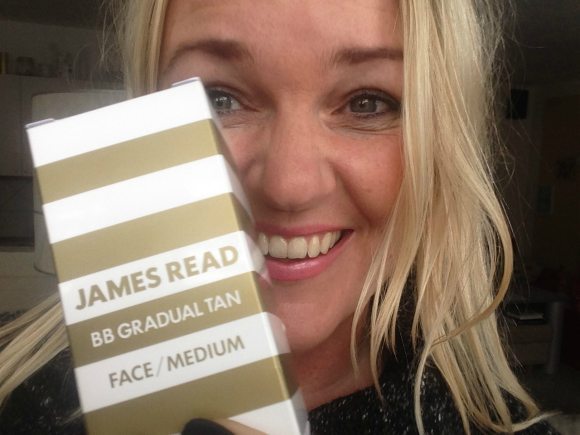 JAMES READ
BB GRADUAL TAN
FACE/MEDIUM